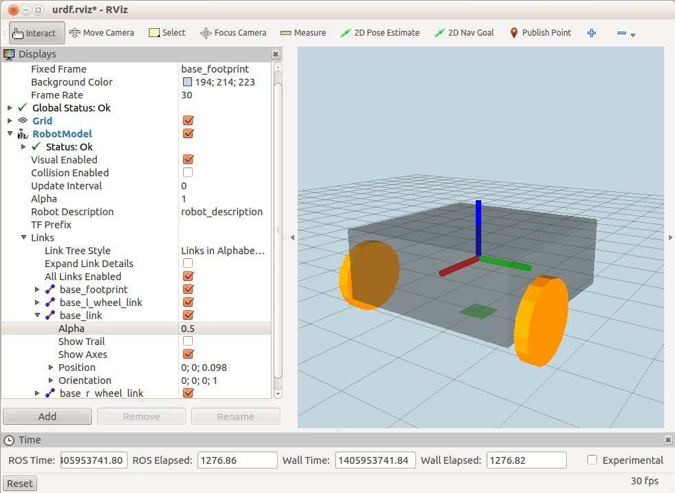 urdf.rviz* - RViz
Interact Move Camera Select Focus Camera Measure 2D Pose Estimate 2D Nav Goal Publish Point
Displays
Fixed Frame base_footprint
Background Color 194; 214; 223
Frame Rate 30
Global Status: Ok
Grid
RobotModel
Status: Ok
Visual Enabled
Collision Enabled
Update Interval 0
Alpha 1
Robot Description robot_description
TF Prefix
Links
Link Tree Style Links in Alphabe...
Expand Link Details
All Links Enabled
base_footprint
base_l_wheel_link
base_link
Alpha 0.5
Show Trail
Show Axes
Position 0; 0; 0.098
Orientation 0; 0; 0; 1
base_r_wheel_link
Add Remove Rename
Time
ROS Time: 405953741.80 ROS Elapsed: 1276.86 Wall Time: 1405953741.84 Wall Elapsed: 1276.82 Experimental
Reset 30 fps